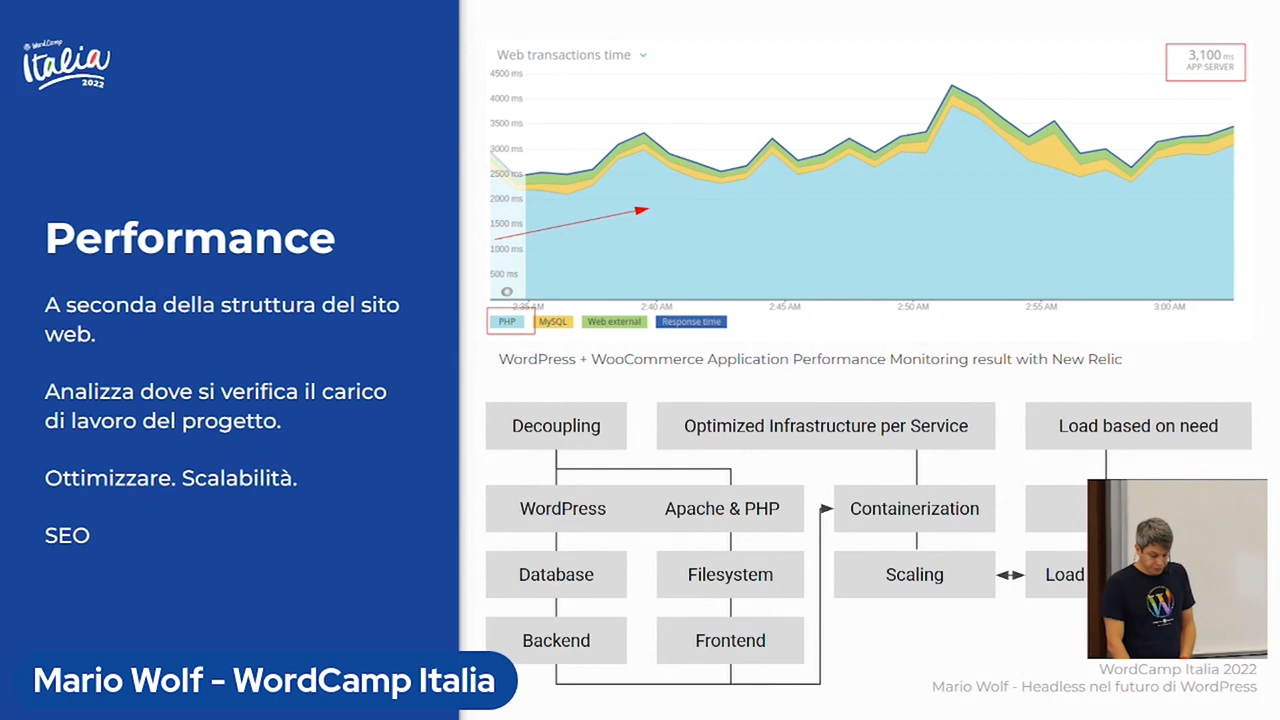 WordCamp
Italia
2022
Performance
A seconda della struttura del sito
web.
Analizza dove si verifica il carico
di lavoro del progetto.
Ottimizzare. Scalabilità.
SEO
Mario Wolf - WordCamp Italia
Web transactions time
3,100 ms
APP SERVER
4500 ms
4000 ms
3500 ms
3000 ms
2500 ms
2000 ms
1500 ms
1000 ms
500 ms
2:35 AM 2:40 AM 2:45 AM 2:50 AM 2:55 AM 3:00 AM
PHP MySQL Web external Response time
WordPress + WooCommerce Application Performance Monitoring result with New Relic
Decoupling Optimized Infrastructure per Service Load based on need
WordPress Apache & PHP Containerization
Database Filesystem Scaling Load
Backend Frontend
W
WordCamp Italia 2022
Mario Wolf - Headless nel futuro di WordPress